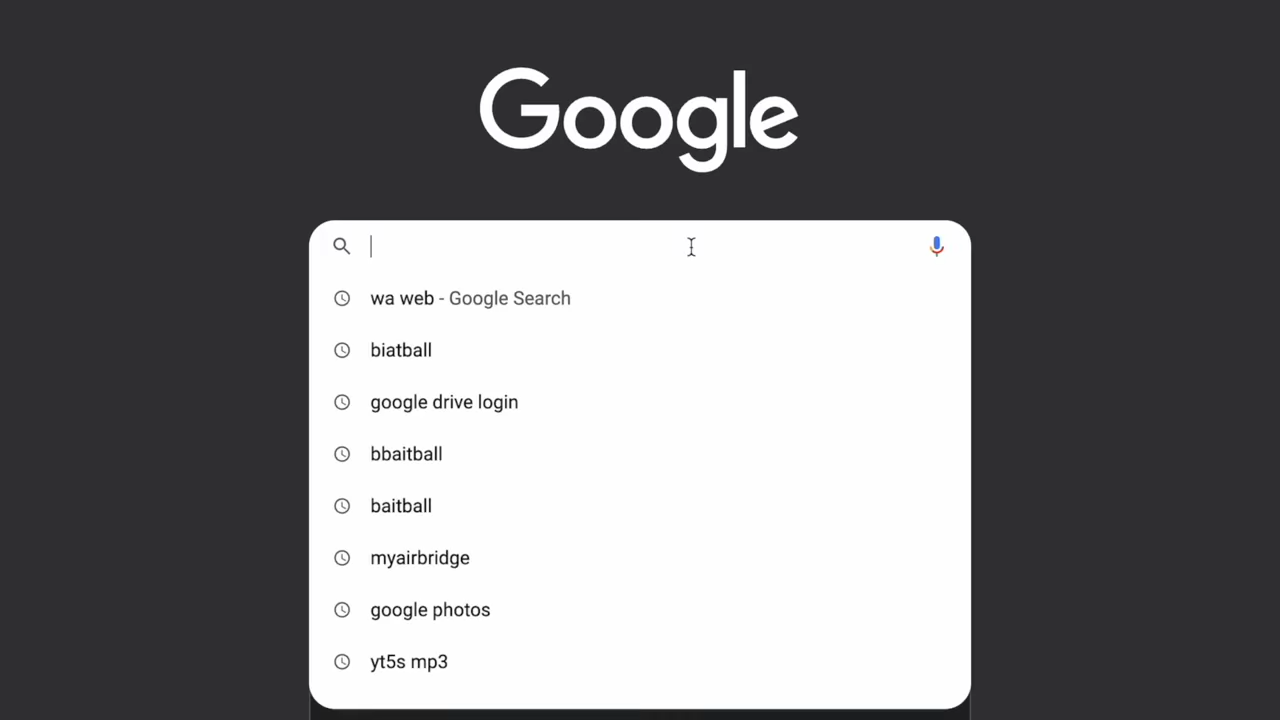 Google
wa web - Google Search
biatball
google drive login
bbaitball
baitball
myairbridge
google photos
yt5s mp3